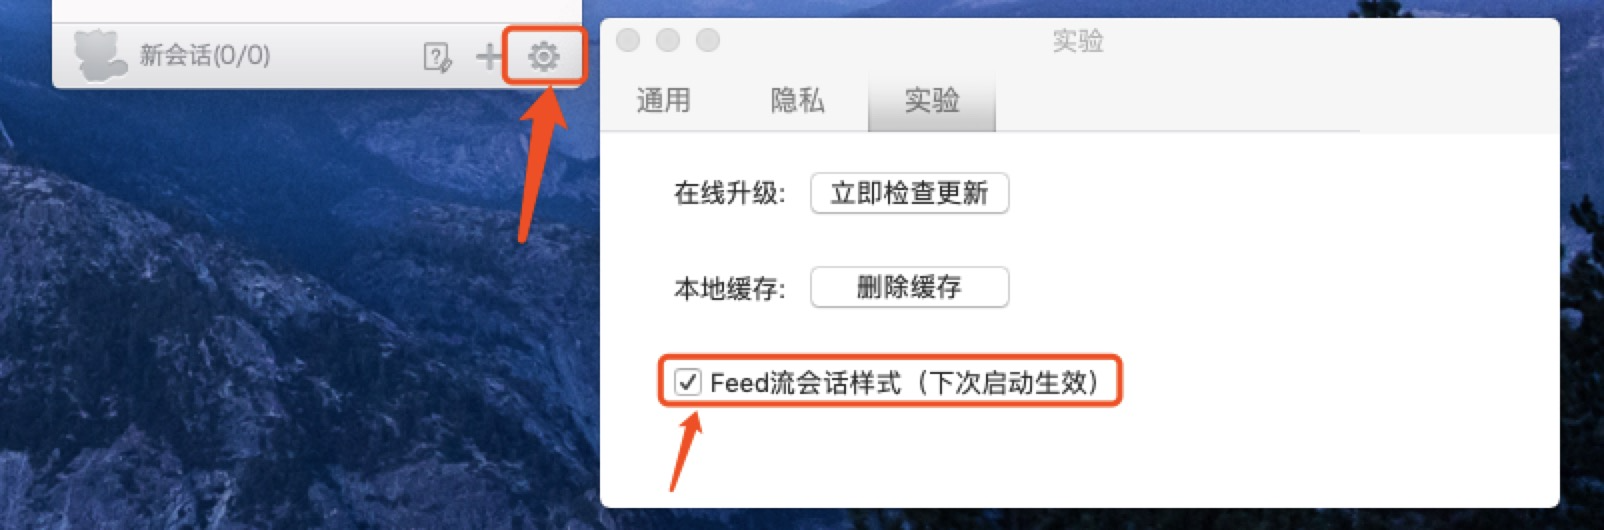 新会话(0/0)
实验
通用
隐私
实验
在线升级:
立即检查更新
本地缓存:
删除缓存
Feed流会话样式（下次启动生效）